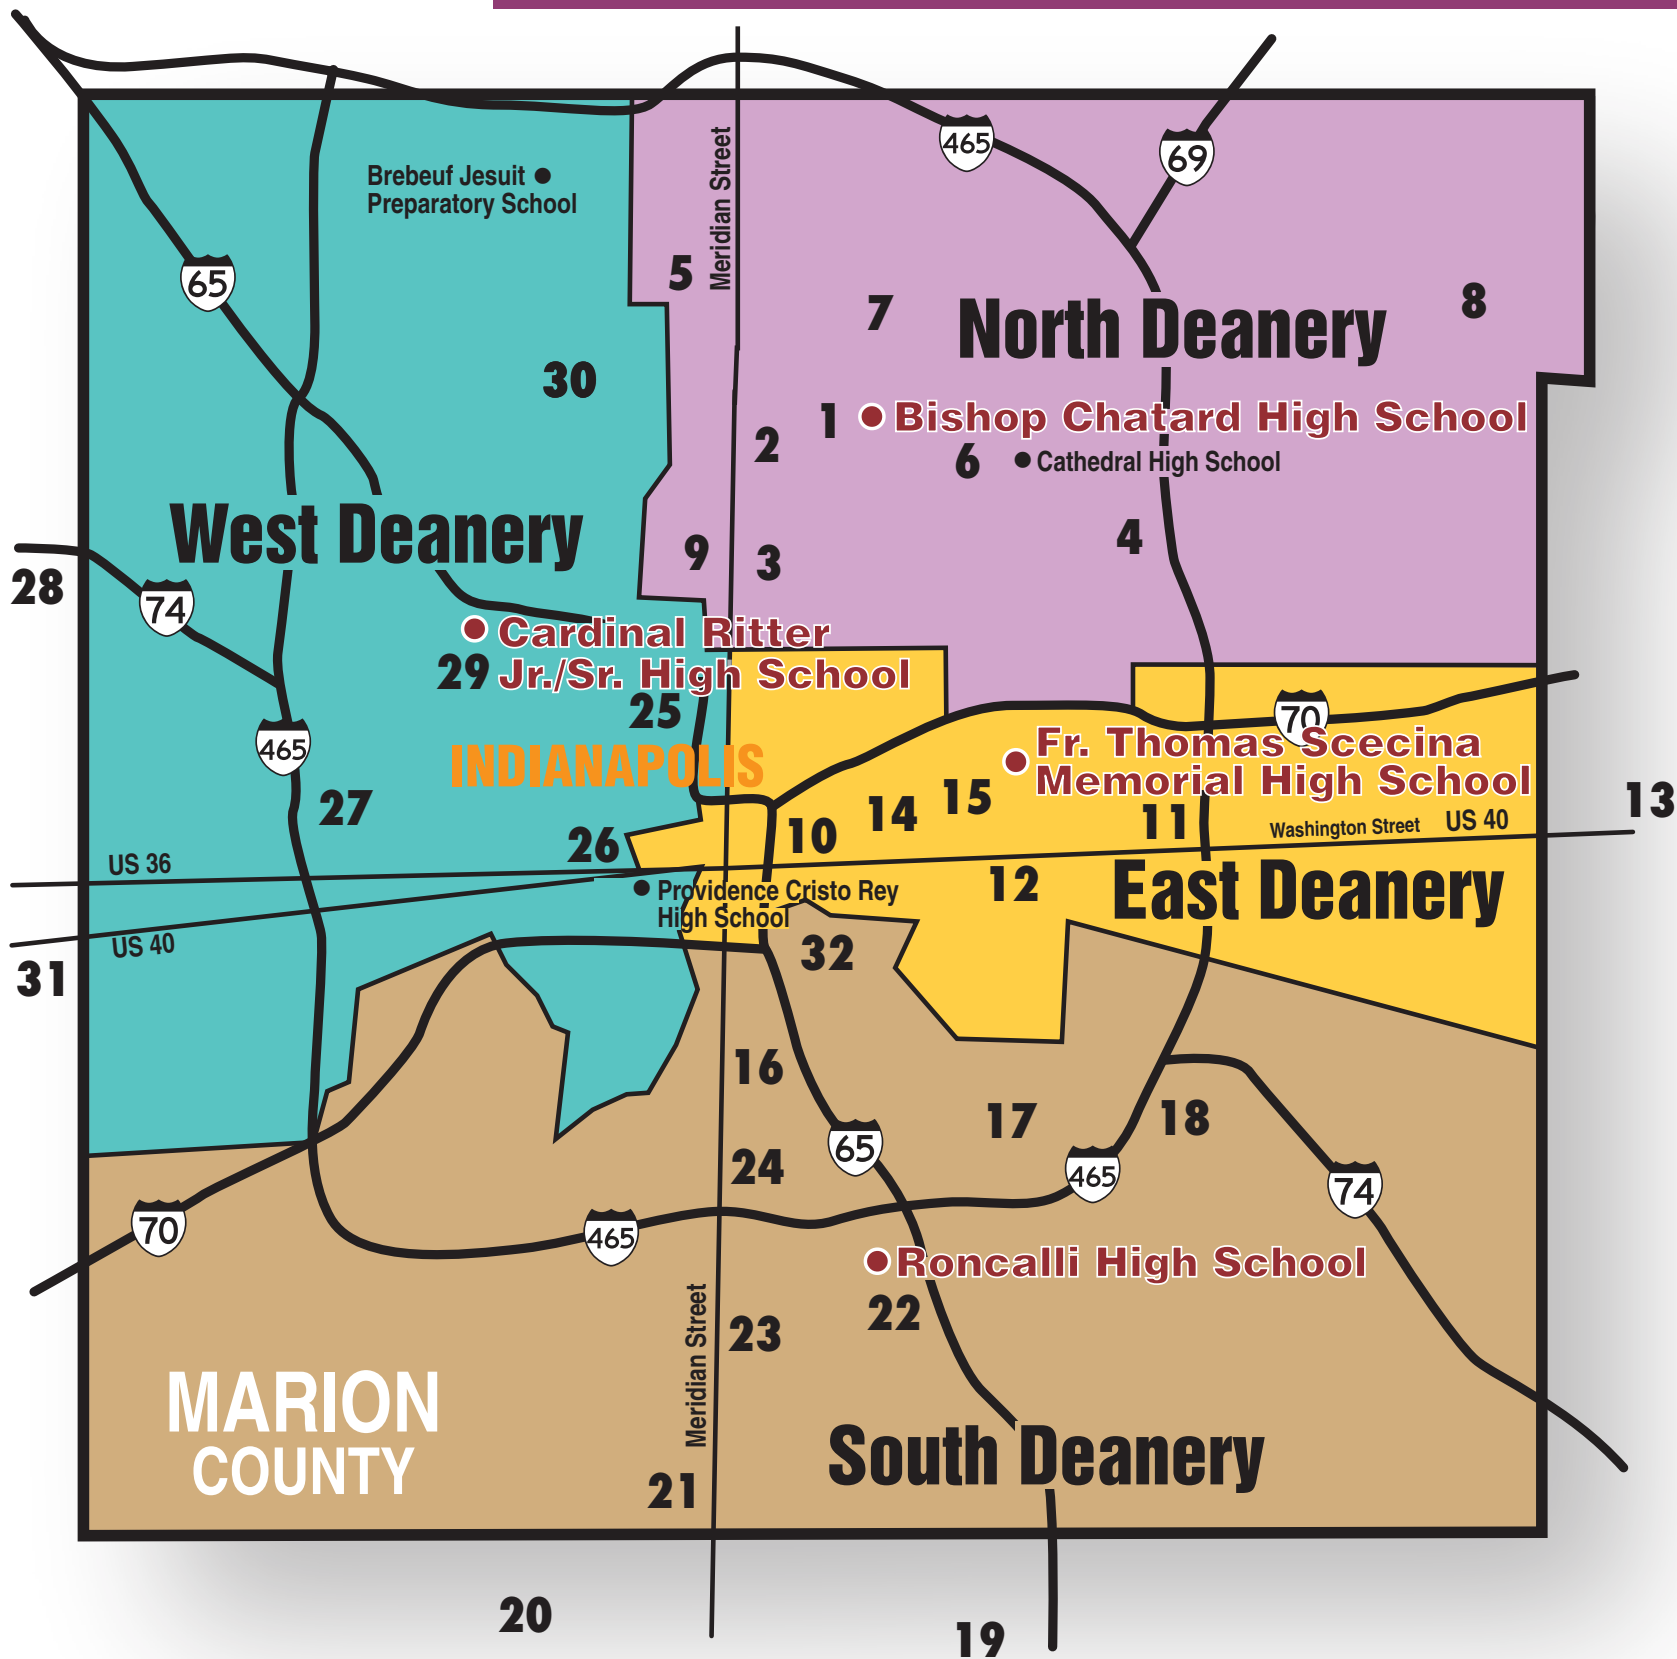 465
69
Brebeuf Jesuit
Preparatory School
Meridian Street
5
65
7
North Deanery
8
30
1
Bishop Chatard High School
2
6
Cathedral High School
West Deanery
9
3
4
28
74
Cardinal Ritter
29
Jr./Sr. High School
25
70
465
INDIANAPOLIS
Fr. Thomas Scecina
Memorial High School
27
26
10
14
15
11
13
Washington Street
US 40
US 36
12
East Deanery
Providence Cristo Rey
High School
US 40
31
32
16
17
18
24
65
465
74
70
465
Roncalli High School
22
23
Meridian Street
MARION
COUNTY
South Deanery
21
20
19